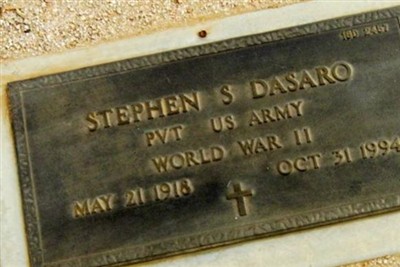 STEPHEN S DASARO
PVT US ARMY
WORLD WAR II
MAY 21 1918 OCT 31 1994